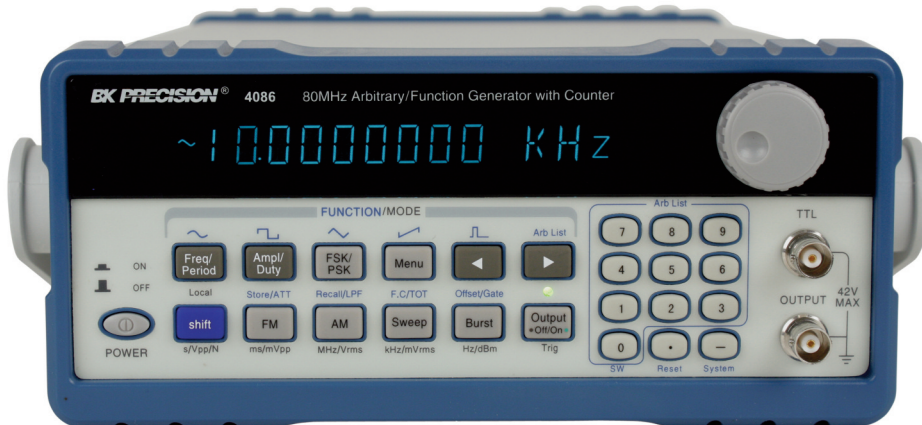 BK PRECISION® 4086 80MHz Arbitrary/Function Generator with Counter
~10.0000000 KHz
FUNCTION/MODE
Arb List
Arb List
TTL
ON
OFF
Freq/
Period
Ampl/
Duty
FSK/
PSK
Menu
◀
▶
7
8
9
4
5
6
Local
Store/ATT
Recall/LPF
F.C/TOT
Offset/Gate
42V
MAX
OUTPUT
shift
FM
AM
Sweep
Burst
Output
Off/On
1
2
3
POWER
s/Vpp/N
ms/mVpp
MHz/Vrms
kHz/mVrms
Hz/dBm
Trig
0
.
−
SW
Reset
System